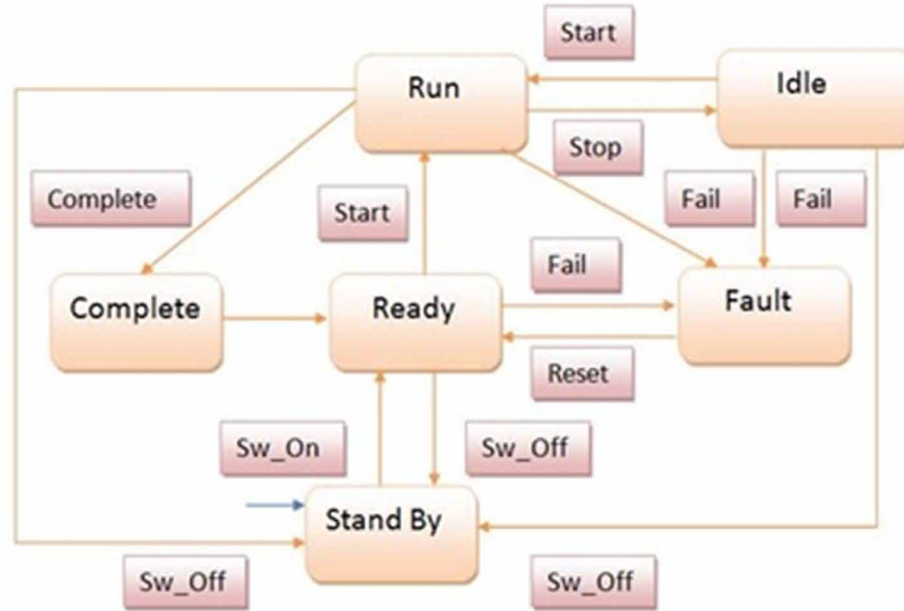 Start
Run
Idle
Stop
Complete
Start
Fail
Fail
Fail
Complete
Ready
Fault
Reset
Sw_On
Sw_Off
Stand By
Sw_Off
Sw_Off